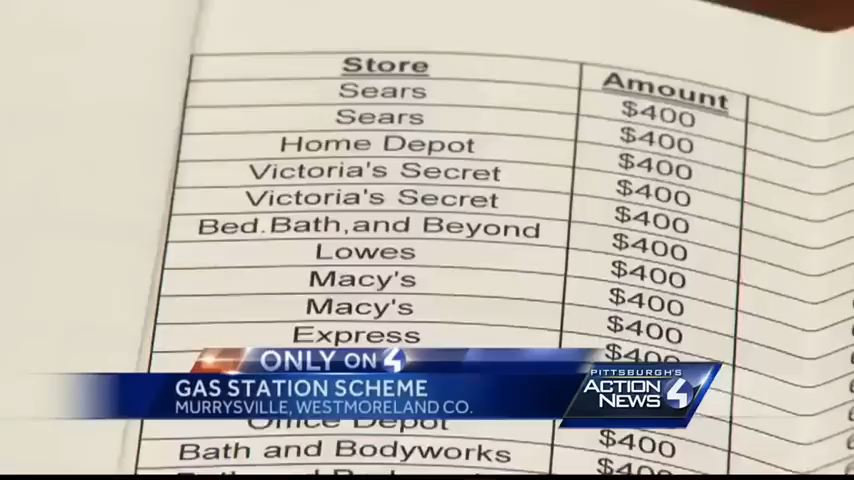 Store Amount
Sears $400
Sears $400
Home Depot $400
Victoria's Secret $400
Victoria's Secret $400
Bed.Bath,and Beyond $400
Lowes $400
Macy's $400
Macy's $400
Express $400
ONLY ON 4
GAS STATION SCHEME
MURRYSVILLE, WESTMORELAND CO.
PITTSBURGH'S
ACTION
NEWS 4
Office Depot $400
Bath and Bodyworks $400